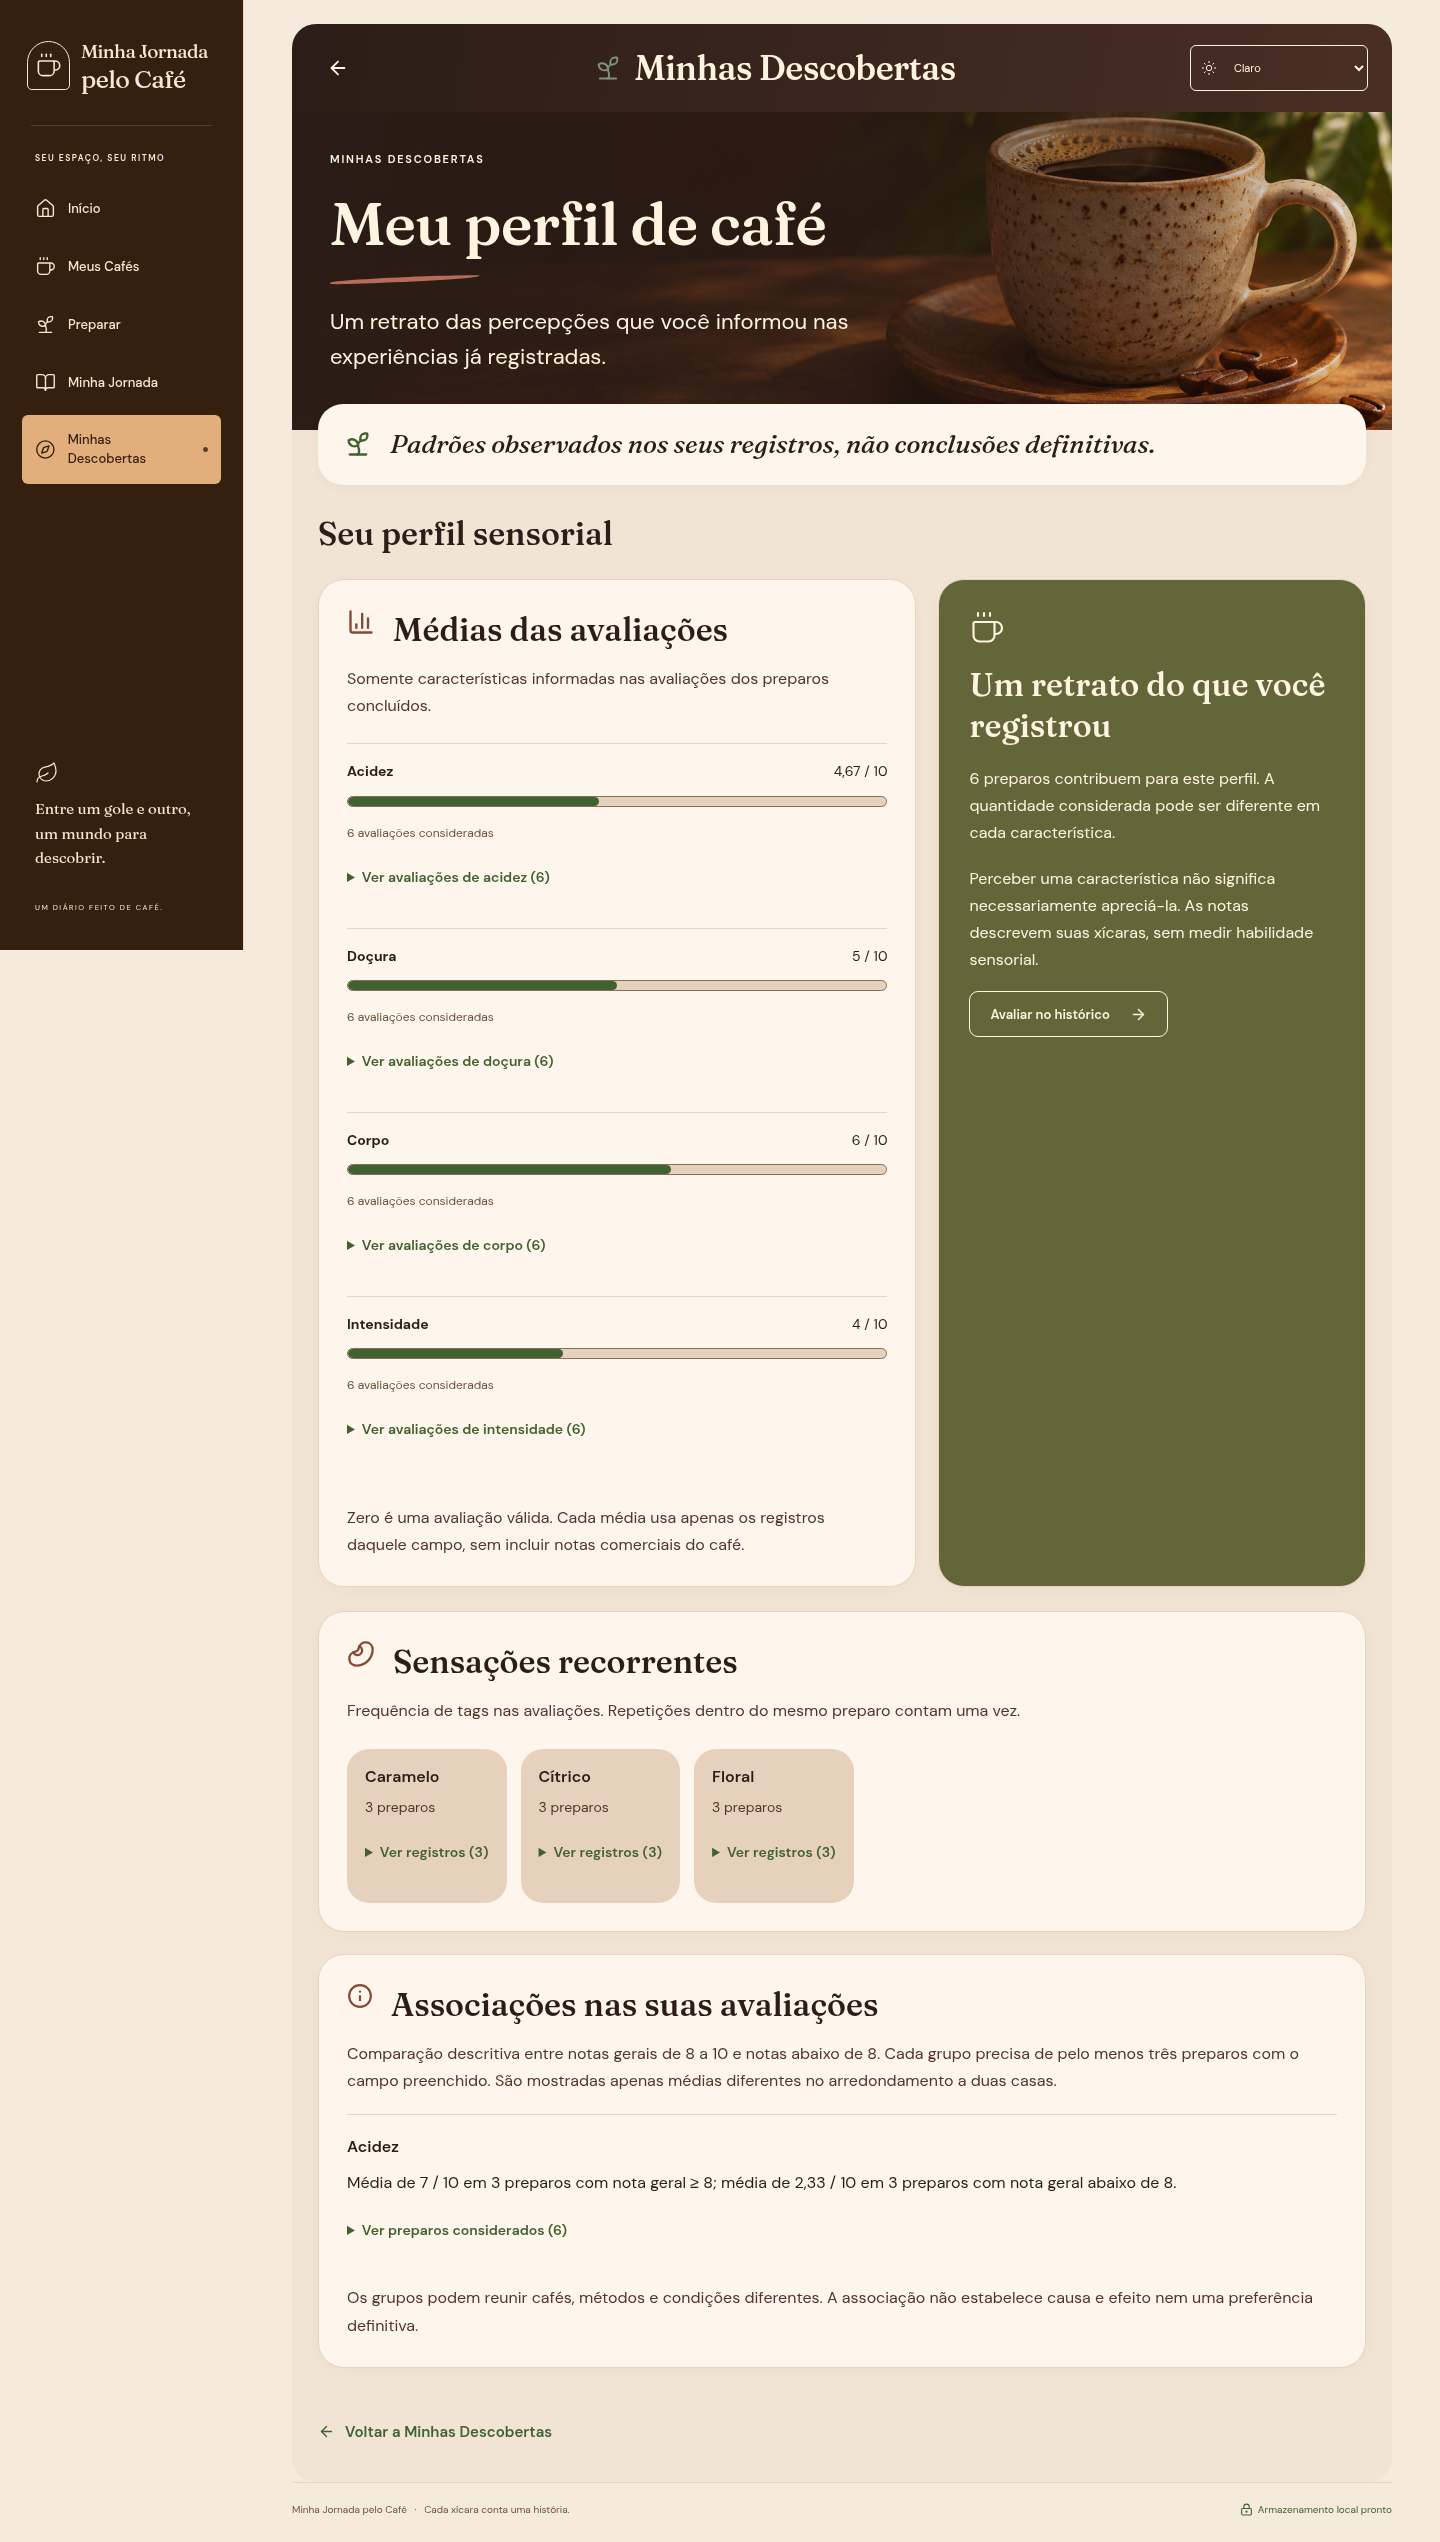 Minha Jornada
pelo Café
SEU ESPAÇO, SEU RITMO
Início
Meus Cafés
Preparar
Minha Jornada
Minhas
Descobertas
Entre um gole e outro,
um mundo para
descobrir.
UM DIÁRIO FEITO DE CAFÉ.
Minhas Descobertas
Claro
MINHAS DESCOBERTAS
Meu perfil de café
Um retrato das percepções que você informou nas
experiências já registradas.
Padrões observados nos seus registros, não conclusões definitivas.
Seu perfil sensorial
Médias das avaliações
Somente características informadas nas avaliações dos preparos
concluídos.
Acidez 4,67 / 10
6 avaliações consideradas
Ver avaliações de acidez (6)
Doçura 5 / 10
6 avaliações consideradas
Ver avaliações de doçura (6)
Corpo 6 / 10
6 avaliações consideradas
Ver avaliações de corpo (6)
Intensidade 4 / 10
6 avaliações consideradas
Ver avaliações de intensidade (6)
Zero é uma avaliação válida. Cada média usa apenas os registros
daquele campo, sem incluir notas comerciais do café.
Um retrato do que você
registrou
6 preparos contribuem para este perfil. A
quantidade considerada pode ser diferente em
cada característica.
Perceber uma característica não significa
necessariamente apreciá-la. As notas
descrevem suas xícaras, sem medir habilidade
sensorial.
Avaliar no histórico
Sensações recorrentes
Frequência de tags nas avaliações. Repetições dentro do mesmo preparo contam uma vez.
Caramelo
3 preparos
Ver registros (3)
Cítrico
3 preparos
Ver registros (3)
Floral
3 preparos
Ver registros (3)
Associações nas suas avaliações
Comparação descritiva entre notas gerais de 8 a 10 e notas abaixo de 8. Cada grupo precisa de pelo menos três preparos com o
campo preenchido. São mostradas apenas médias diferentes no arredondamento a duas casas.
Acidez
Média de 7 / 10 em 3 preparos com nota geral ≥ 8; média de 2,33 / 10 em 3 preparos com nota geral abaixo de 8.
Ver preparos considerados (6)
Os grupos podem reunir cafés, métodos e condições diferentes. A associação não estabelece causa e efeito nem uma preferência
definitiva.
Voltar a Minhas Descobertas
Minha Jornada pelo Café · Cada xícara conta uma história.
Armazenamento local pronto